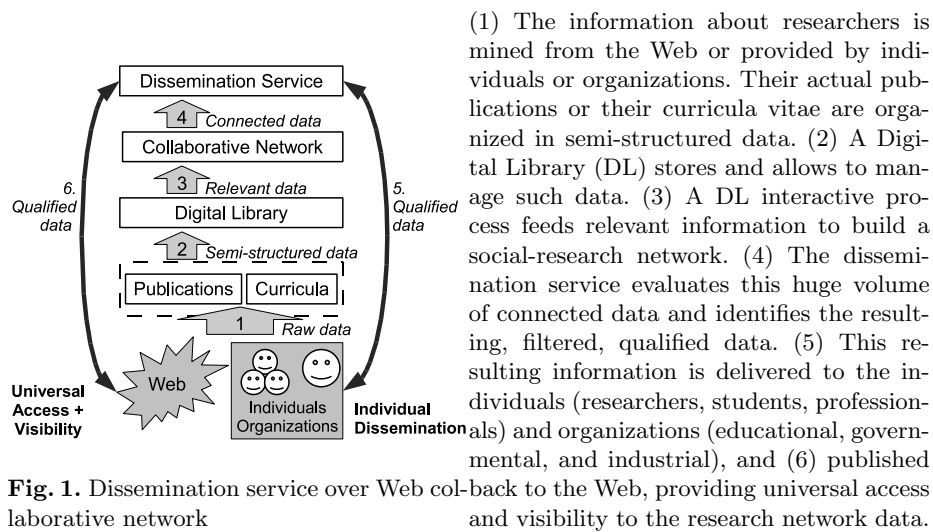 Dissemination Service
4 Connected data
Collaborative Network
3 Relevant data
Digital Library
2 Semi-structured data
Publications Curricula
1 Raw data
6.
Qualified
data
5.
Qualified
data
Web
Individuals
Organizations
Universal
Access +
Visibility
Individual
Dissemination
Fig. 1. Dissemination service over Web col-
laborative network
(1) The information about researchers is
mined from the Web or provided by indi-
viduals or organizations. Their actual pub-
lications or their curricula vitae are orga-
nized in semi-structured data. (2) A Digi-
tal Library (DL) stores and allows to man-
age such data. (3) A DL interactive pro-
cess feeds relevant information to build a
social-research network. (4) The dissemi-
nation service evaluates this huge volume
of connected data and identifies the result-
ing, filtered, qualified data. (5) This re-
sulting information is delivered to the in-
dividuals (researchers, students, profession-
als) and organizations (educational, govern-
mental, and industrial), and (6) published
back to the Web, providing universal access
and visibility to the research network data.